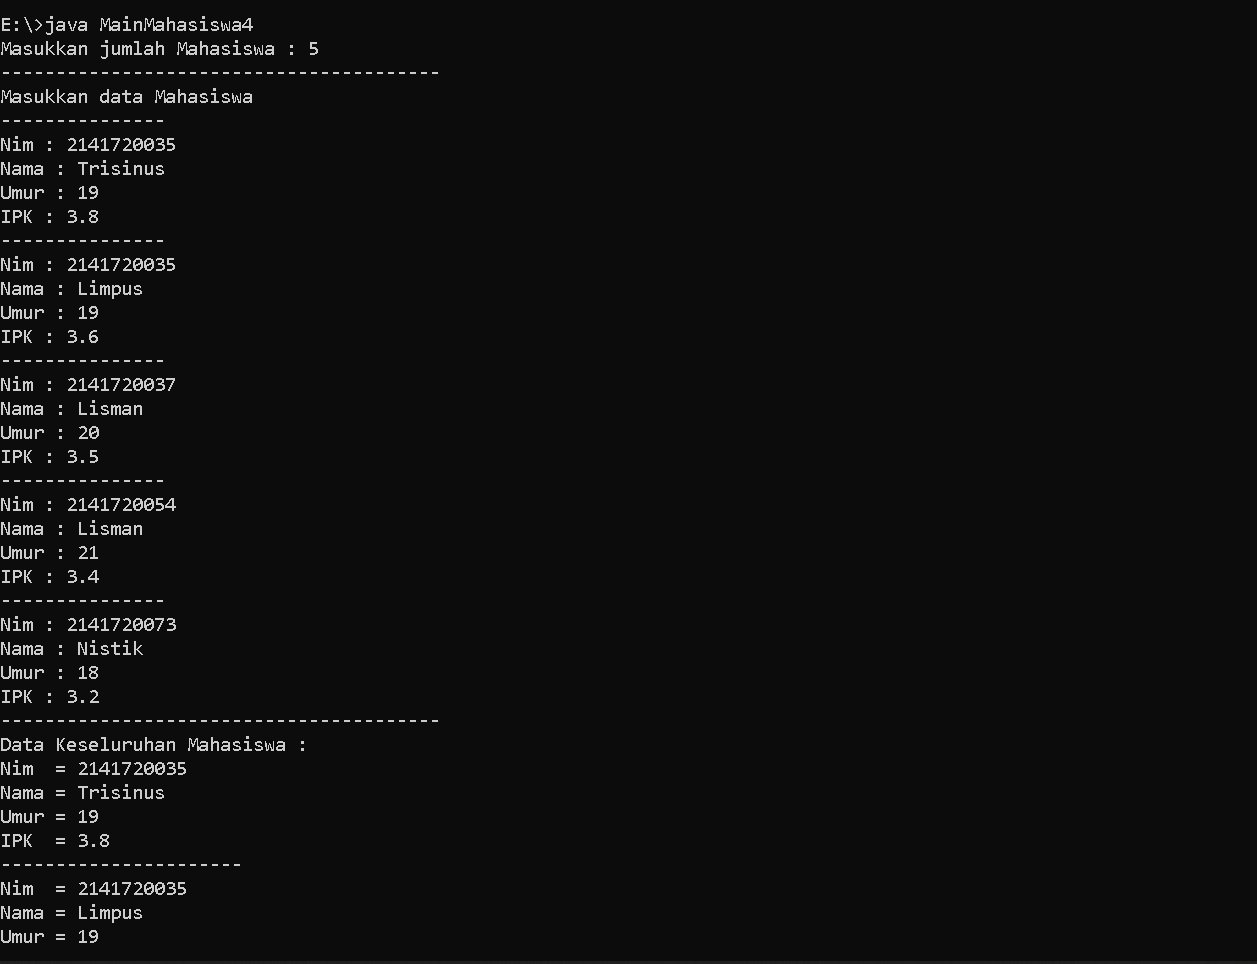 E:\>java MainMahasiswa4
Masukkan jumlah Mahasiswa : 5
----------------------------------------
Masukkan data Mahasiswa
---------------
Nim : 2141720035
Nama : Trisinus
Umur : 19
IPK : 3.8
---------------
Nim : 2141720035
Nama : Limpus
Umur : 19
IPK : 3.6
---------------
Nim : 2141720037
Nama : Lisman
Umur : 20
IPK : 3.5
---------------
Nim : 2141720054
Nama : Lisman
Umur : 21
IPK : 3.4
---------------
Nim : 2141720073
Nama : Nistik
Umur : 18
IPK : 3.2
----------------------------------------
Data Keseluruhan Mahasiswa :
Nim  = 2141720035
Nama = Trisinus
Umur = 19
IPK  = 3.8
----------------------
Nim  = 2141720035
Nama = Limpus
Umur = 19